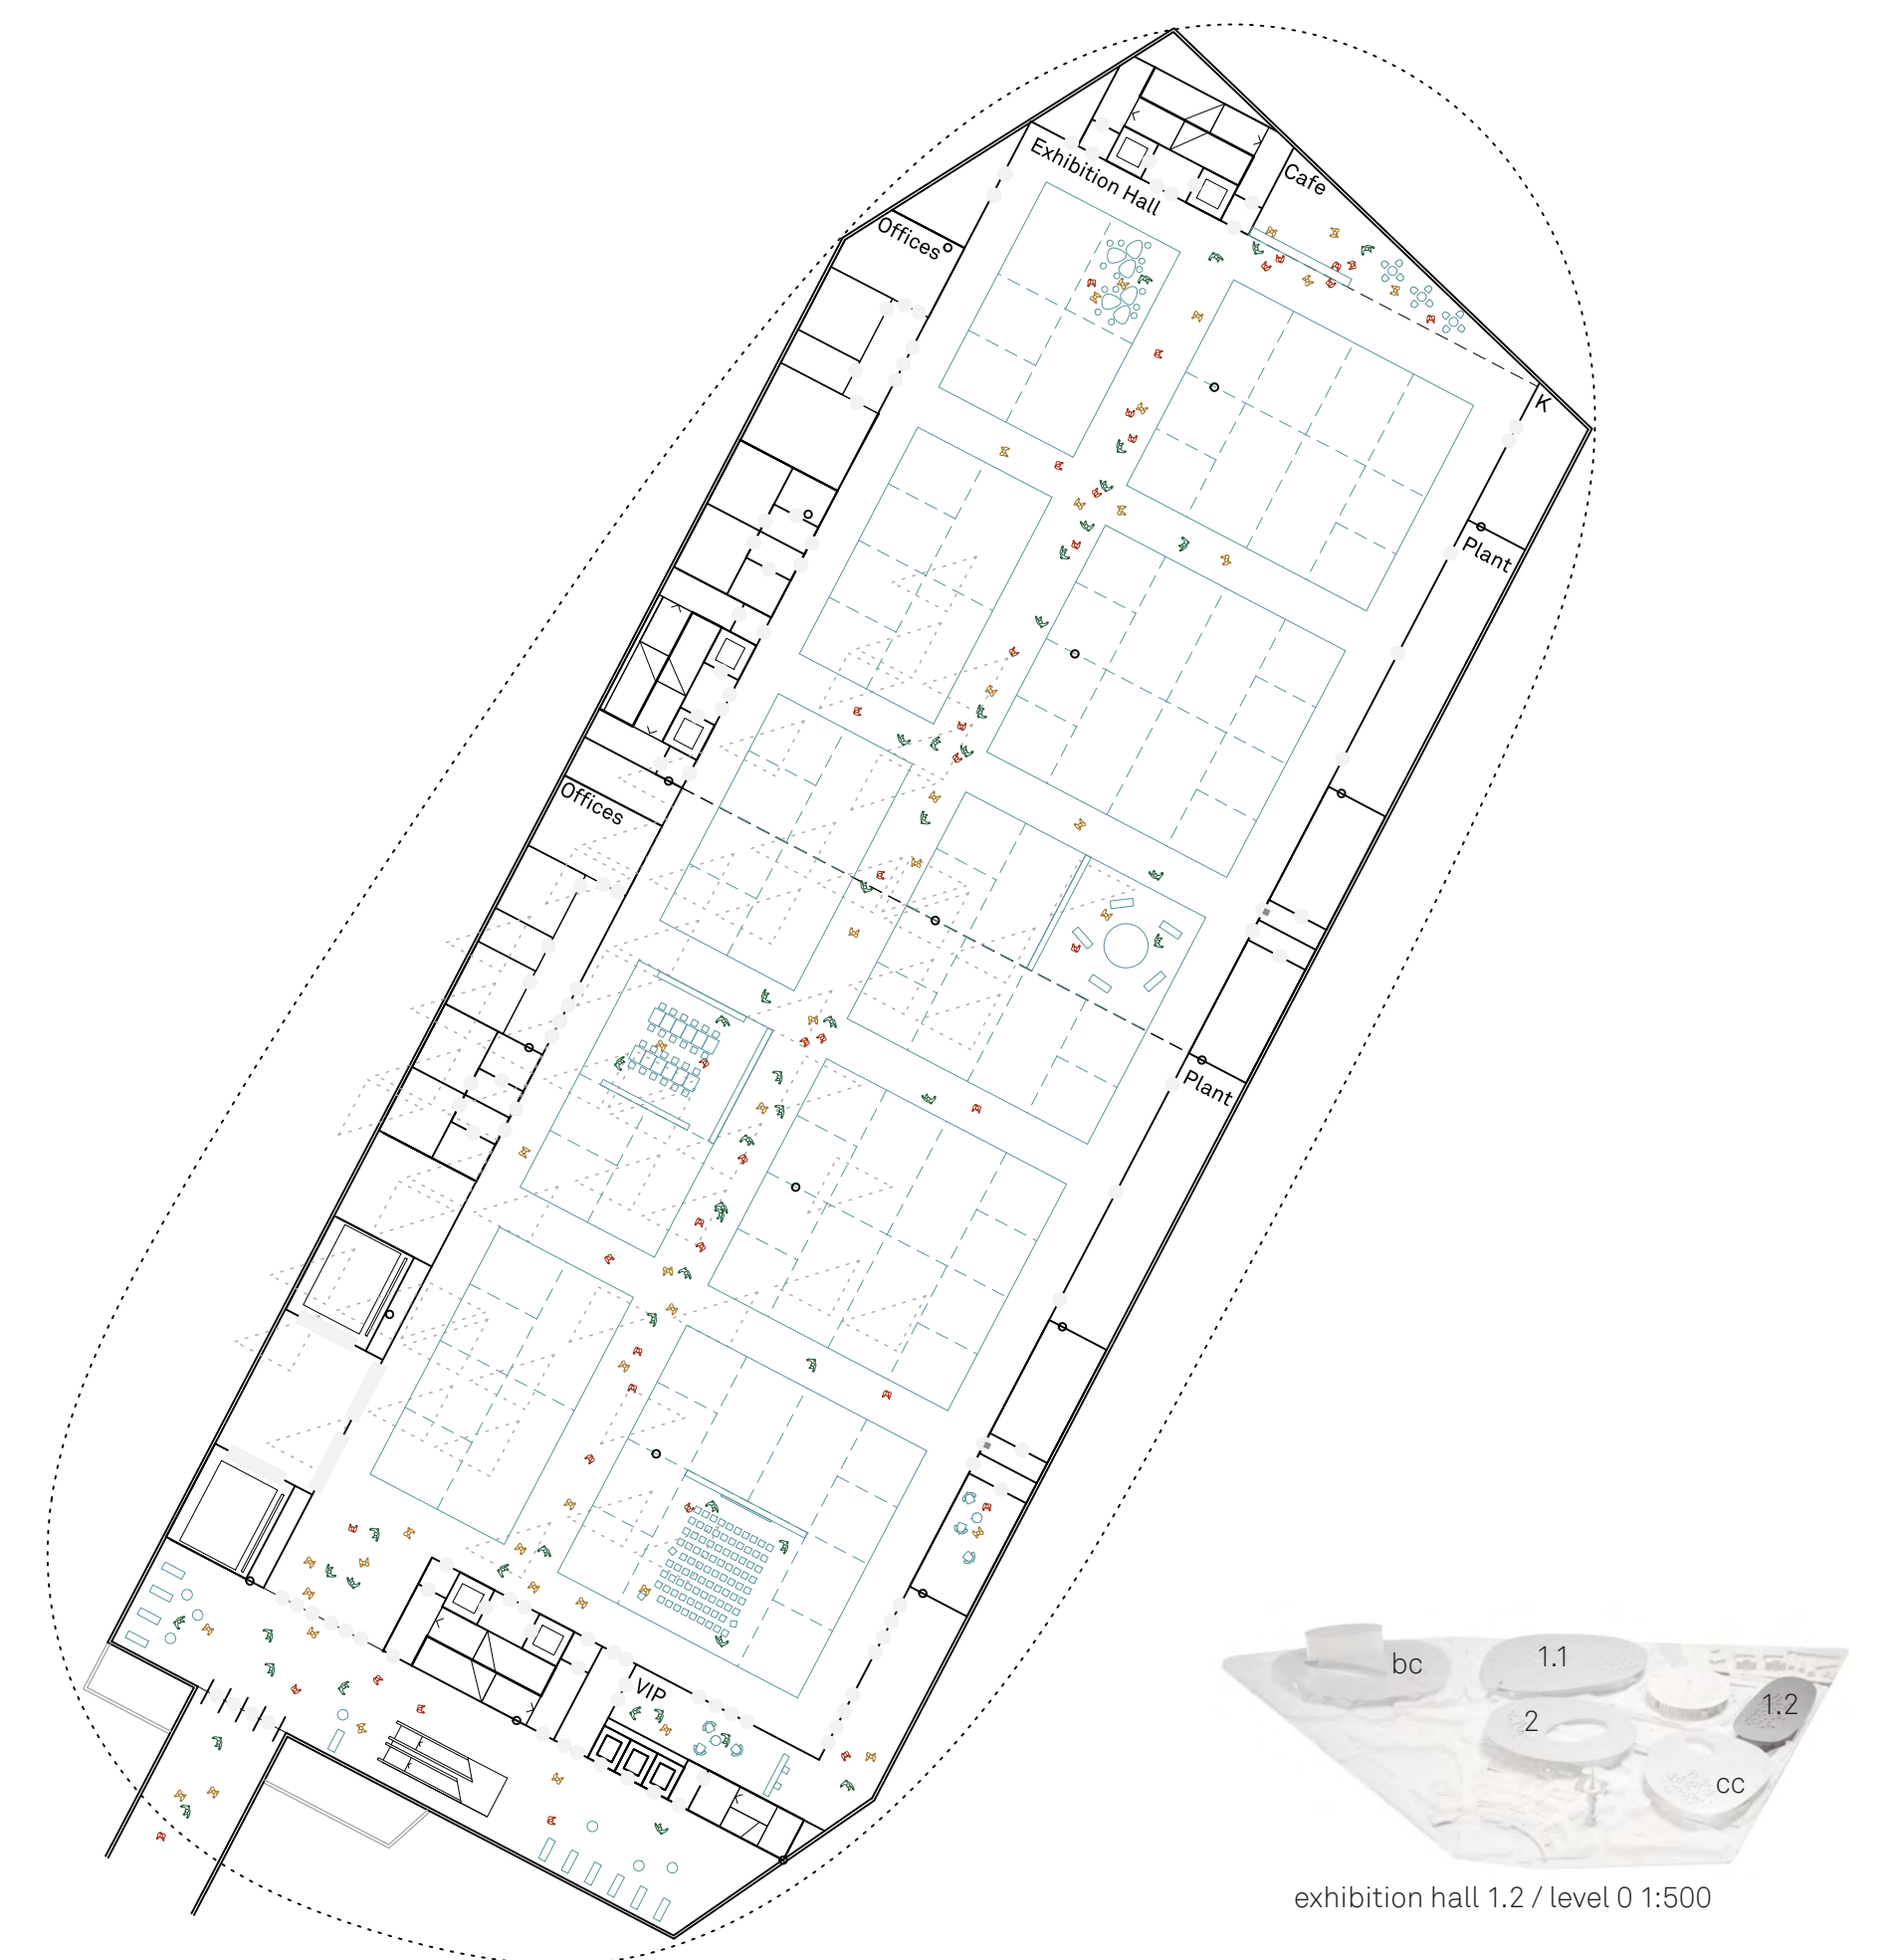 Exhibition Hall
Cafe
Offices
K
Plant
Offices
Plant
VIP
bc
1.1
1.2
2
cc
exhibition hall 1.2 / level 0 1:500